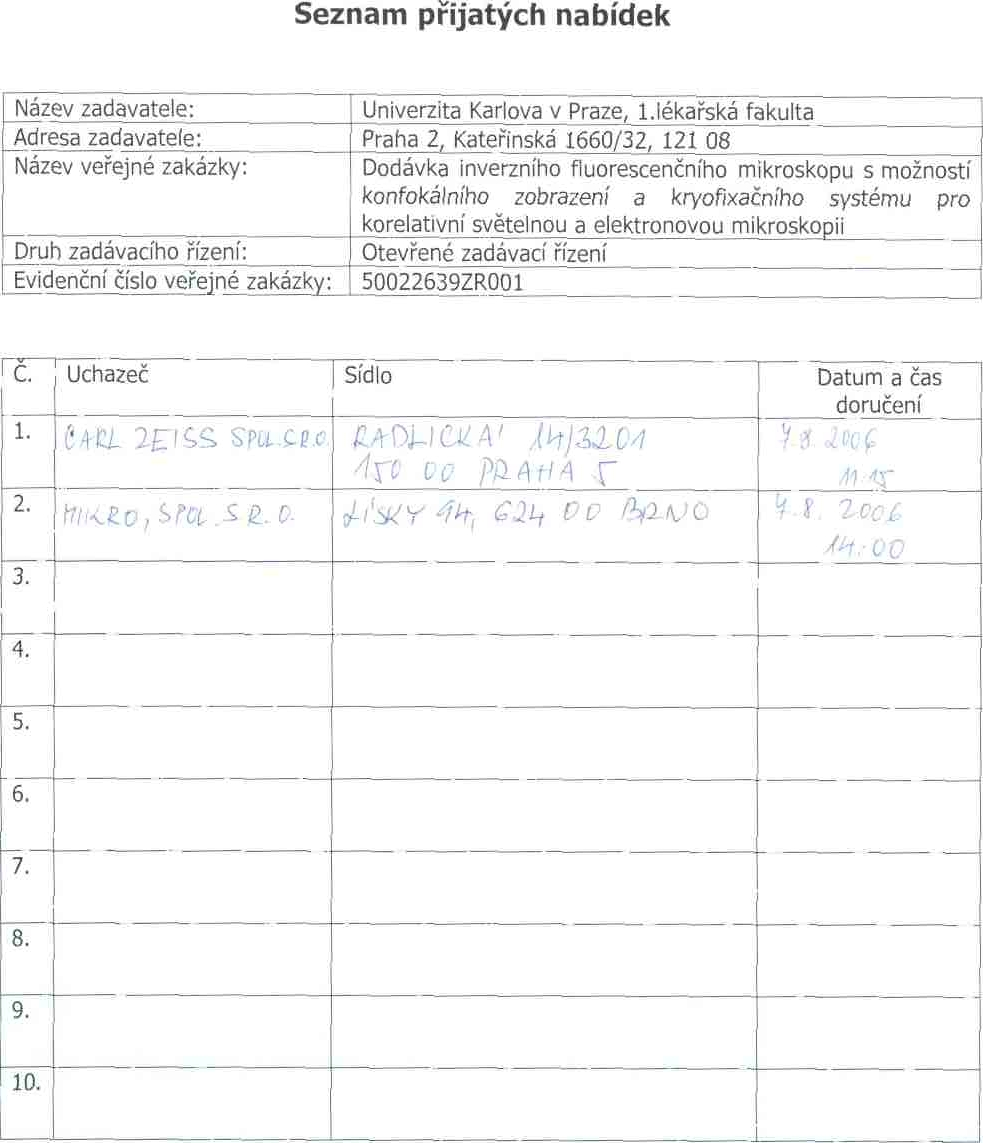 Seznam přijatých nabídek
Název zadavatele: Univerzita Karlova v Praze, 1.lékařská fakulta
Adresa zadavatele: Praha 2, Kateřinská 1660/32, 121 08
Název veřejné zakázky: Dodávka inverzního fluorescenčního mikroskopu s možností
konfokálního zobrazení a kryofixačního systému pro
korelativní světelnou a elektronovou mikroskopii
Druh zadávacího řízení: Otevřené zadávací řízení
Evidenční číslo veřejné zakázky: 50022639ZR001
Č. Uchazeč Sídlo Datum a čas
doručení
1. CARL ZEISS SPOL.S R.O. RADLICKÁ 14/3201 7.8.2006
150 00 PRAHA 5 11.15
2. MIKRO, SPOL.S R.O. LÍSKY 94, 624 00 BRNO 7.8. 2006
14:00
3.
4.
5.
6.
7.
8.
9.
10.